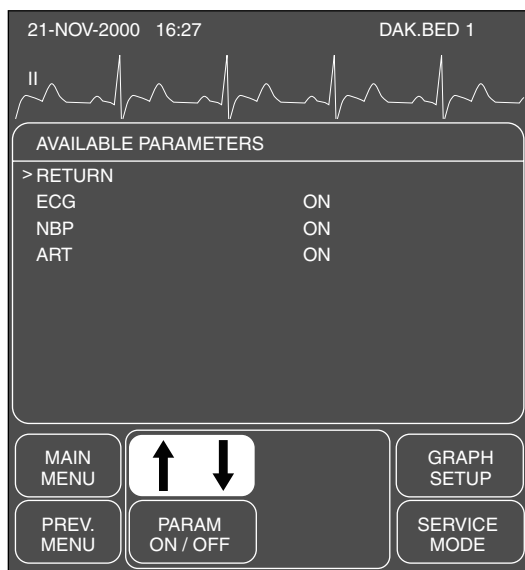 21-NOV-2000 16:27 DAK.BED 1
II
AVAILABLE PARAMETERS
> RETURN
ECG ON
NBP ON
ART ON
MAIN MENU
GRAPH SETUP
PREV. MENU
PARAM ON / OFF
SERVICE MODE